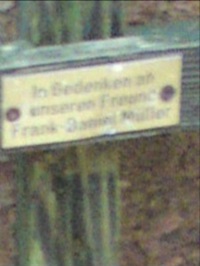 In Gedenken an
unseren Freund
Frank-Daniel Müller